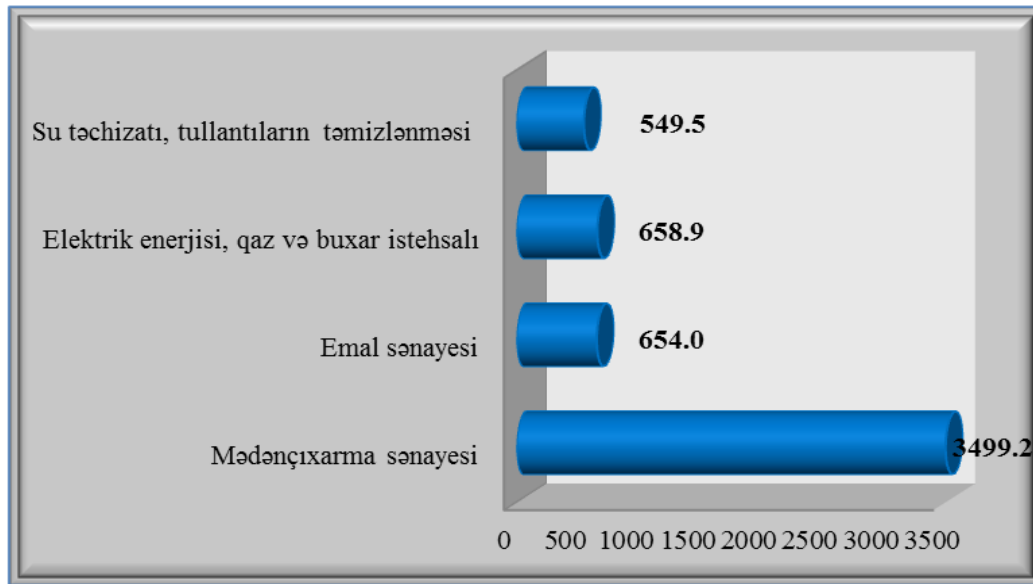 Su təchizatı, tullantıların təmizlənməsi 549.5
Elektrik enerjisi, qaz və buxar istehsalı 658.9
Emal sənayesi 654.0
Mədənçıxarma sənayesi 3499.2
0 500 1000 1500 2000 2500 3000 3500